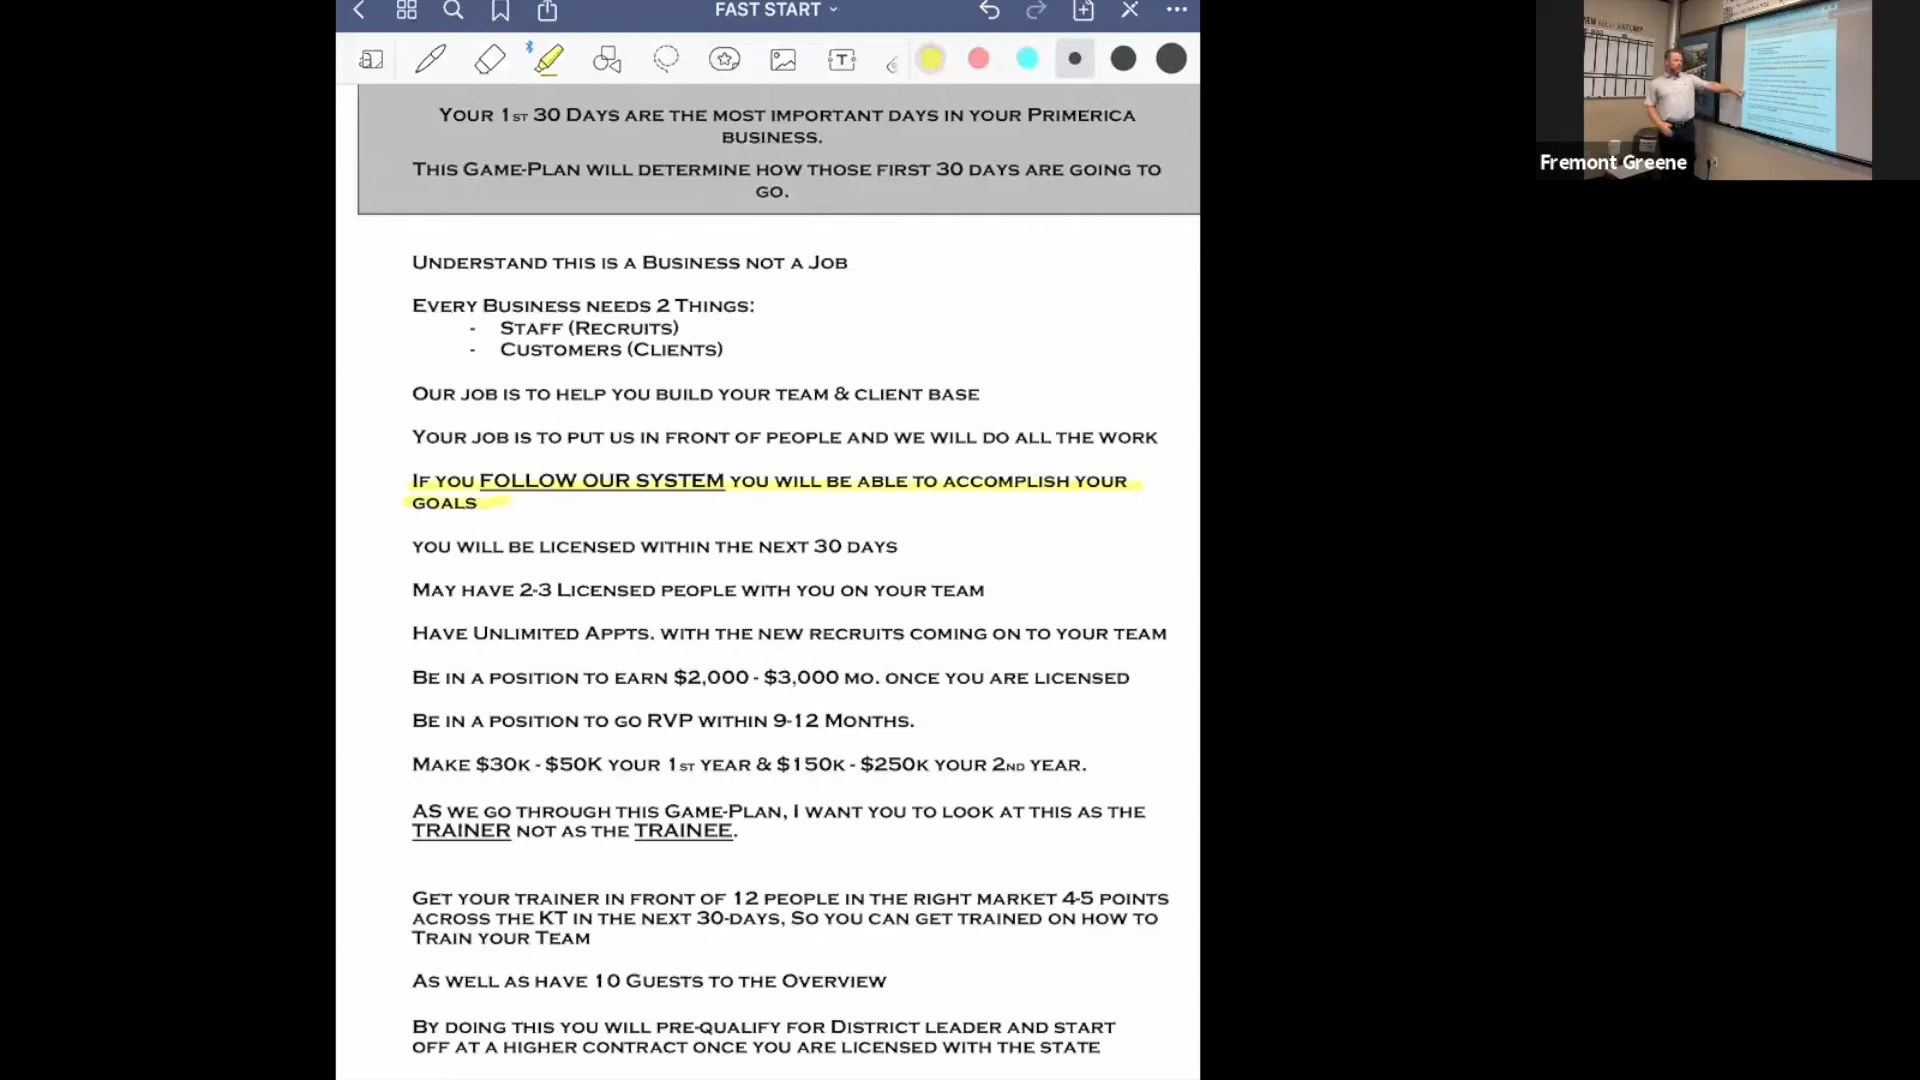 FAST START
YOUR 1ST 30 DAYS ARE THE MOST IMPORTANT DAYS IN YOUR PRIMERICA
BUSINESS.
THIS GAME-PLAN WILL DETERMINE HOW THOSE FIRST 30 DAYS ARE GOING TO
GO.
UNDERSTAND THIS IS A BUSINESS NOT A JOB
EVERY BUSINESS NEEDS 2 THINGS:
- STAFF (RECRUITS)
- CUSTOMERS (CLIENTS)
OUR JOB IS TO HELP YOU BUILD YOUR TEAM & CLIENT BASE
YOUR JOB IS TO PUT US IN FRONT OF PEOPLE AND WE WILL DO ALL THE WORK
IF YOU FOLLOW OUR SYSTEM YOU WILL BE ABLE TO ACCOMPLISH YOUR
GOALS
YOU WILL BE LICENSED WITHIN THE NEXT 30 DAYS
MAY HAVE 2-3 LICENSED PEOPLE WITH YOU ON YOUR TEAM
HAVE UNLIMITED APPTS. WITH THE NEW RECRUITS COMING ON TO YOUR TEAM
BE IN A POSITION TO EARN $2,000 - $3,000 MO. ONCE YOU ARE LICENSED
BE IN A POSITION TO GO RVP WITHIN 9-12 MONTHS.
MAKE $30K - $50K YOUR 1ST YEAR & $150K - $250K YOUR 2ND YEAR.
AS WE GO THROUGH THIS GAME-PLAN, I WANT YOU TO LOOK AT THIS AS THE
TRAINER NOT AS THE TRAINEE.
GET YOUR TRAINER IN FRONT OF 12 PEOPLE IN THE RIGHT MARKET 4-5 POINTS
ACROSS THE KT IN THE NEXT 30-DAYS, SO YOU CAN GET TRAINED ON HOW TO
TRAIN YOUR TEAM
AS WELL AS HAVE 10 GUESTS TO THE OVERVIEW
BY DOING THIS YOU WILL PRE-QUALIFY FOR DISTRICT LEADER AND START
OFF AT A HIGHER CONTRACT ONCE YOU ARE LICENSED WITH THE STATE
Fremont Greene